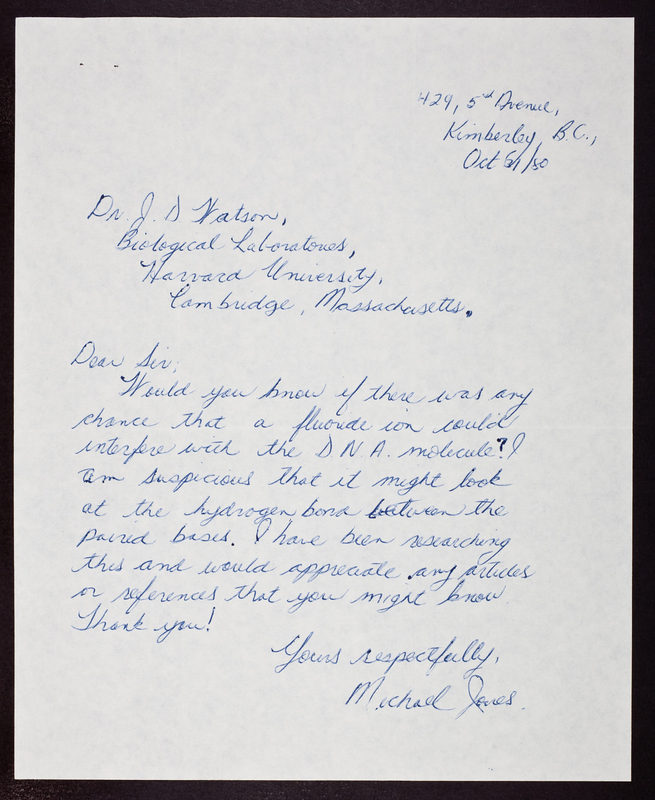 429, 5th Avenue,
Kimberley, B.C.,
Oct /80
Dr. J. D Watson,
Biological Laboratories,
Harvard University,
Cambridge, Massachusetts.
Dear Sir;
Would you know if there was any
chance that a fluoride ion could
interfere with the D N A. molecule? I
am suspicious that it might look
at the hydrogen bond between the
paired bases. I have been researching
this and would appreciate any articles
or references that you might know.
Thank you!
Yours respectfully,
Michael Jones.